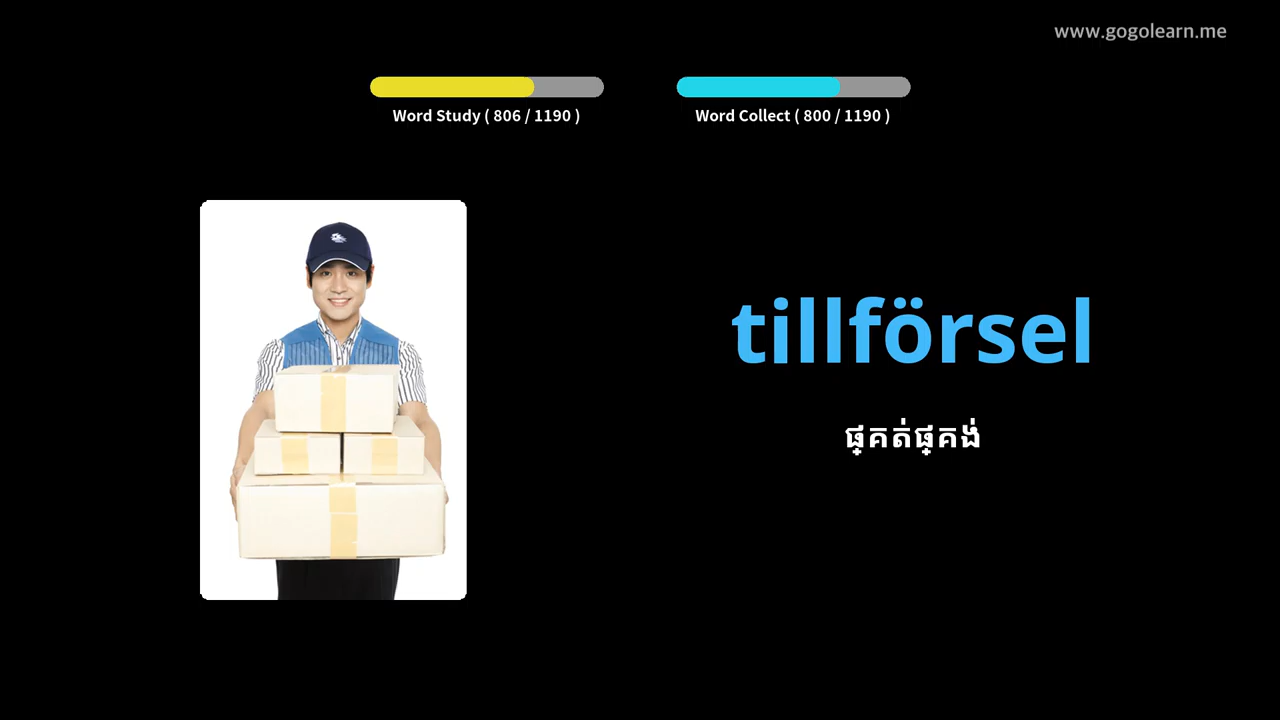 www.gogolearn.me
Word Study ( 806 / 1190 )
Word Collect ( 800 / 1190 )
tillförsel
ផ្គត់ផ្គង់